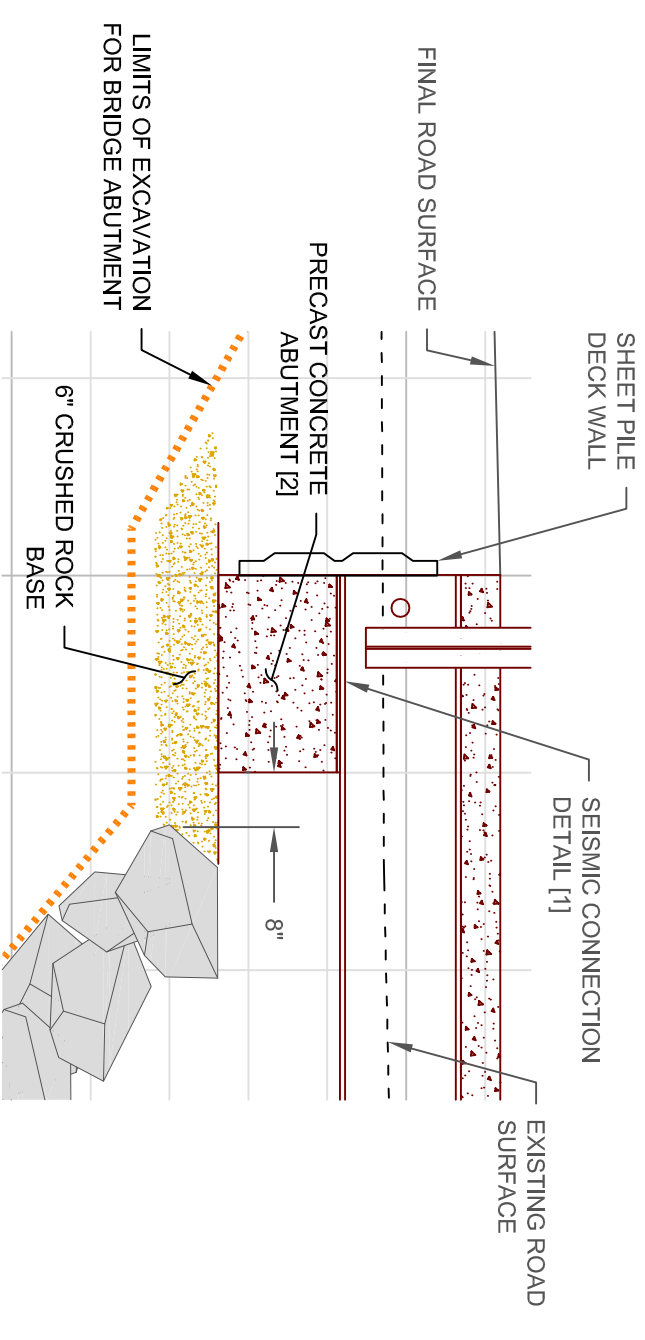 SHEET PILE
DECK WALL
FINAL ROAD SURFACE
PRECAST CONCRETE
ABUTMENT [2]
LIMITS OF EXCAVATION
FOR BRIDGE ABUTMENT
6" CRUSHED ROCK
BASE
SEISMIC CONNECTION
DETAIL [1]
8"
EXISTING ROAD
SURFACE